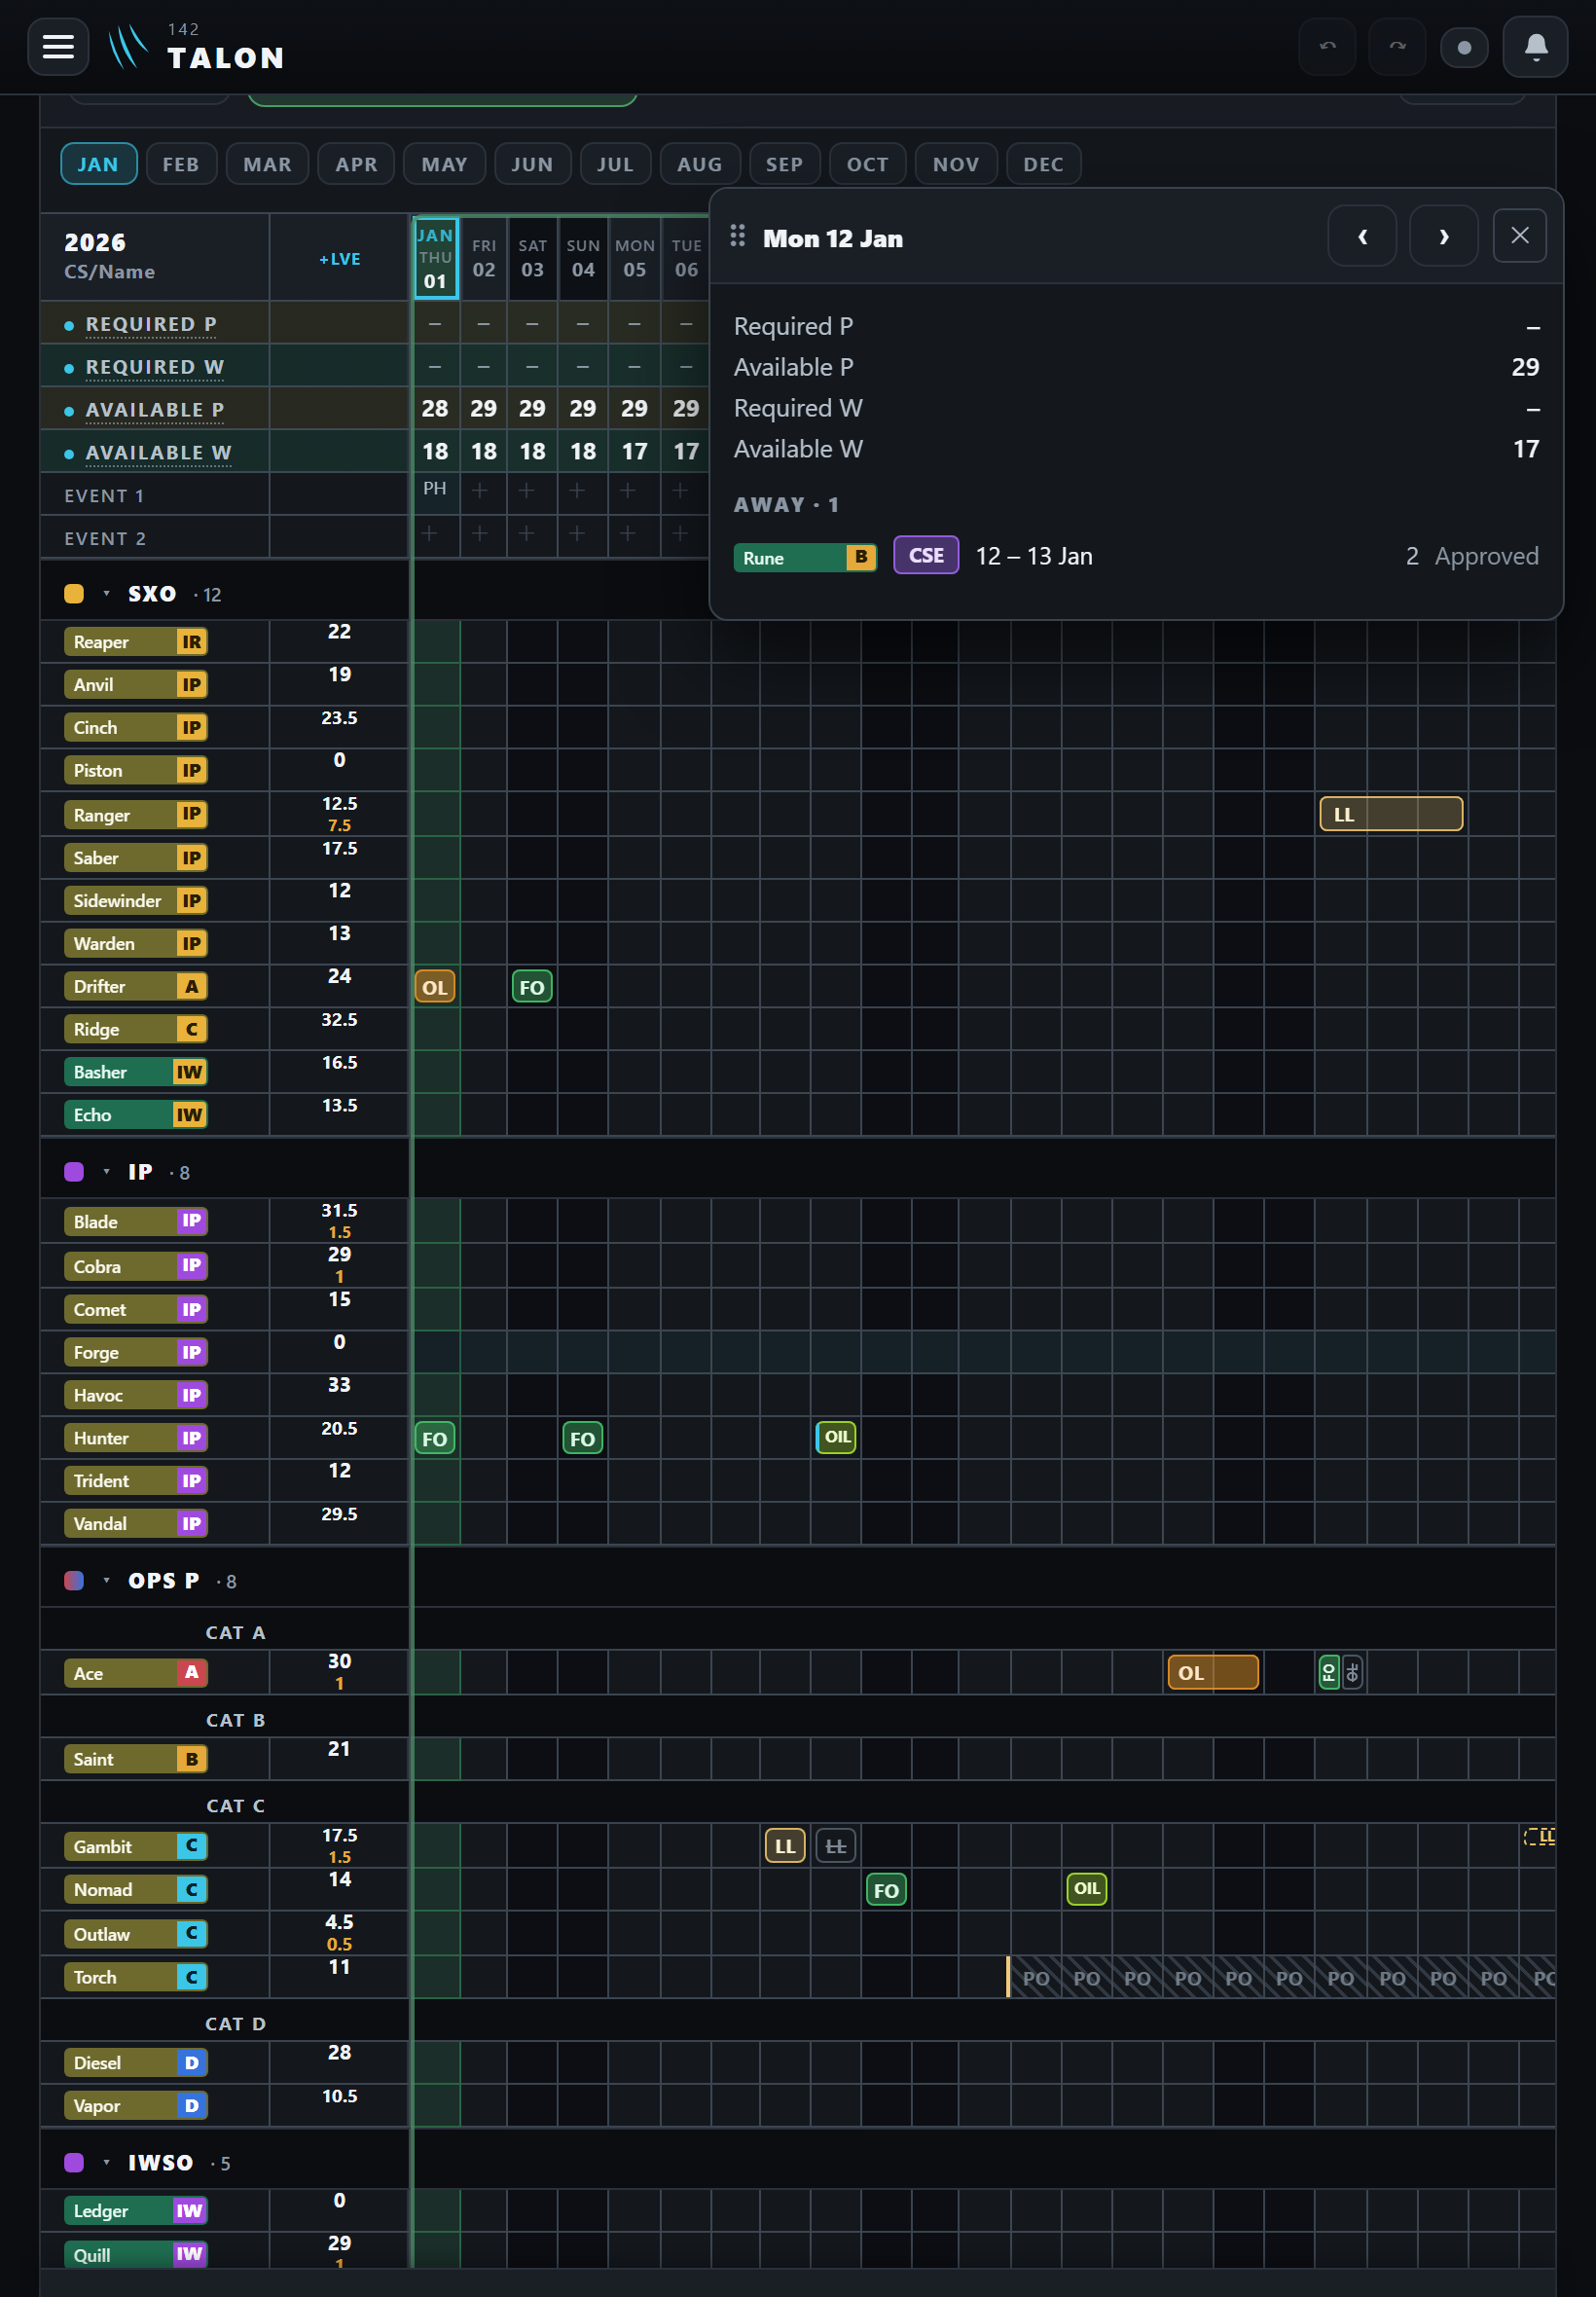 142
TALON
JAN FEB MAR APR MAY JUN JUL AUG SEP OCT NOV DEC
2026
CS/Name
+LVE
JAN THU 01
FRI 02
SAT 03
SUN 04
MON 05
TUE 06
REQUIRED P – – – – – –
REQUIRED W – – – – – –
AVAILABLE P 28 29 29 29 29 29
AVAILABLE W 18 18 18 18 17 17
EVENT 1 PH + + + + +
EVENT 2 + + + + + +
Mon 12 Jan ‹ ›
Required P –
Available P 29
Required W –
Available W 17
AWAY · 1
Rune B CSE 12 – 13 Jan 2 Approved
SXO · 12
Reaper IR 22
Anvil IP 19
Cinch IP 23.5
Piston IP 0
Ranger IP 12.5 LL
7.5
Saber IP 17.5
Sidewinder IP 12
Warden IP 13
Drifter A 24 OL FO
Ridge C 32.5
Basher IW 16.5
Echo IW 13.5
IP · 8
Blade IP 31.5
1.5
Cobra IP 29
1
Comet IP 15
Forge IP 0
Havoc IP 33
Hunter IP 20.5 FO FO OIL
Trident IP 12
Vandal IP 29.5
OPS P · 8
CAT A
Ace A 30 OL FO OL
1
CAT B
Saint B 21
CAT C
Gambit C 17.5 LL LL LL
1.5
Nomad C 14 FO OIL
Outlaw C 4.5
0.5
Torch C 11 PO PO PO PO PO PO PO PO PO PO PO
CAT D
Diesel D 28
Vapor D 10.5
IWSO · 5
Ledger IW 0
Quill IW 29
1